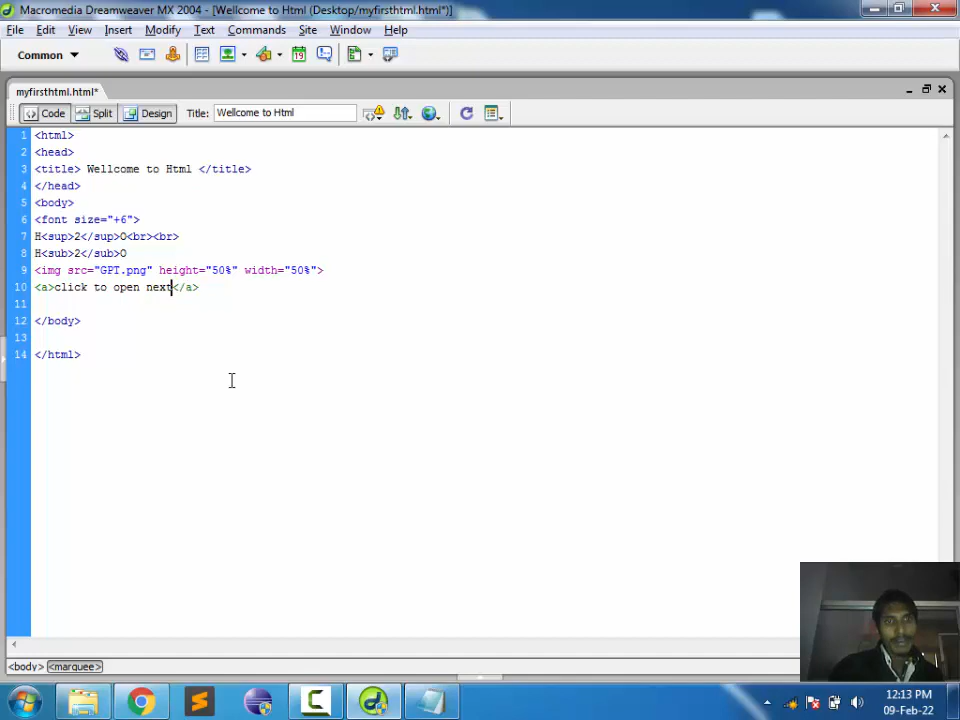 Macromedia Dreamweaver MX 2004 - [Wellcome to Html (Desktop/myfirsthtml.html*)]
File Edit View Insert Modify Text Commands Site Window Help
Common
myfirsthtml.html*
Code Split Design Title: Wellcome to Html
1 <html>
2 <head>
3 <title> Wellcome to Html </title>
4 </head>
5 <body>
6 <font size="+6">
7 H<sup>2</sup>O<br><br>
8 H<sub>2</sub>O
9 <img src="GPT.png" height="50%" width="50%">
10 <a>click to open next</a>
11
12 </body>
13
14 </html>
<body> <marquee>
12:13 PM
09-Feb-22